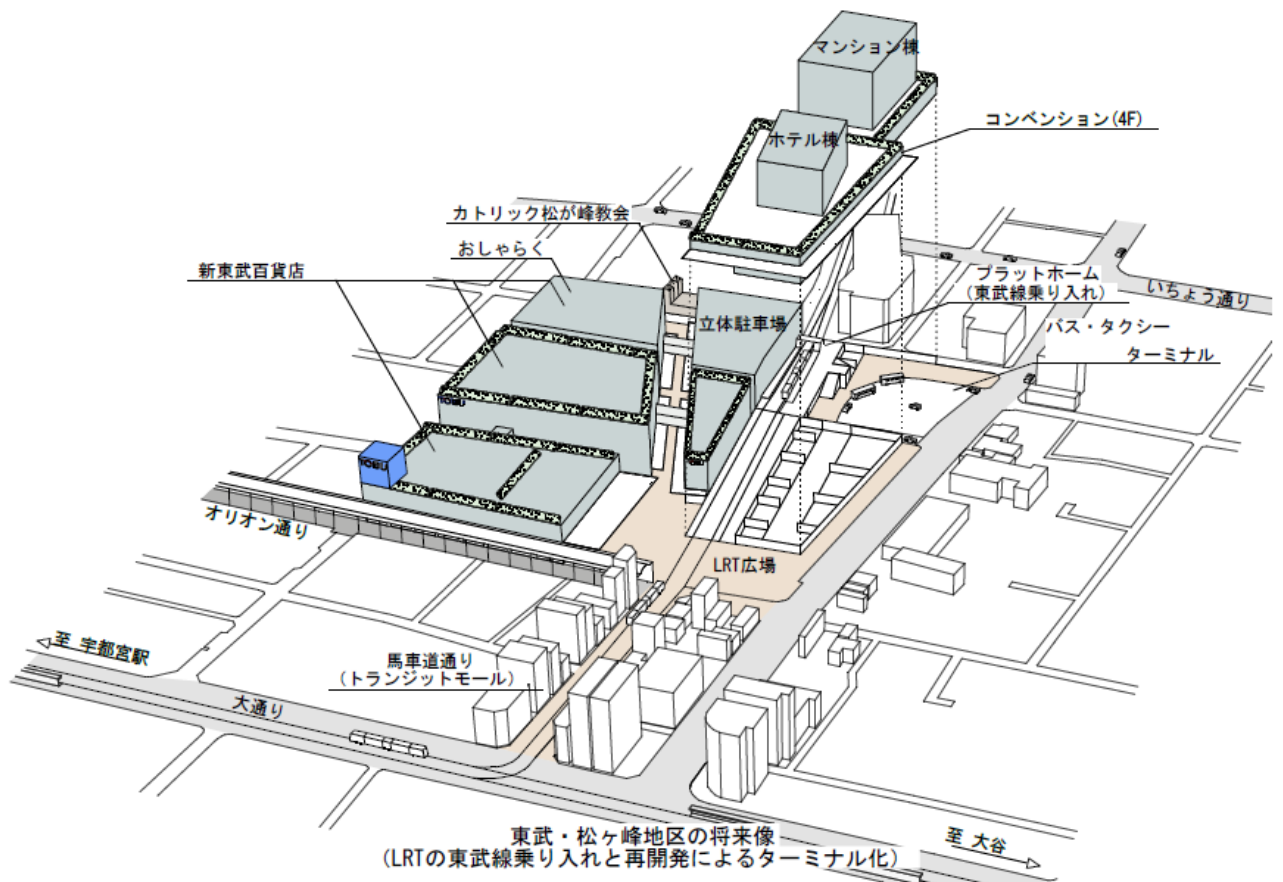 マンション棟
コンベンション(4F)
ホテル棟
カトリック松が峰教会
おしゃらく
新東武百貨店
プラットホーム
(東武線乗り入れ)
いちょう通り
立体駐車場
バス・タクシー
ターミナル
TOBU
TOBU
オリオン通り
LRT広場
至 宇都宮駅
馬車道通り
(トランジットモール)
大通り
東武・松ヶ峰地区の将来像
(LRTの東武線乗り入れと再開発によるターミナル化)
至 大谷